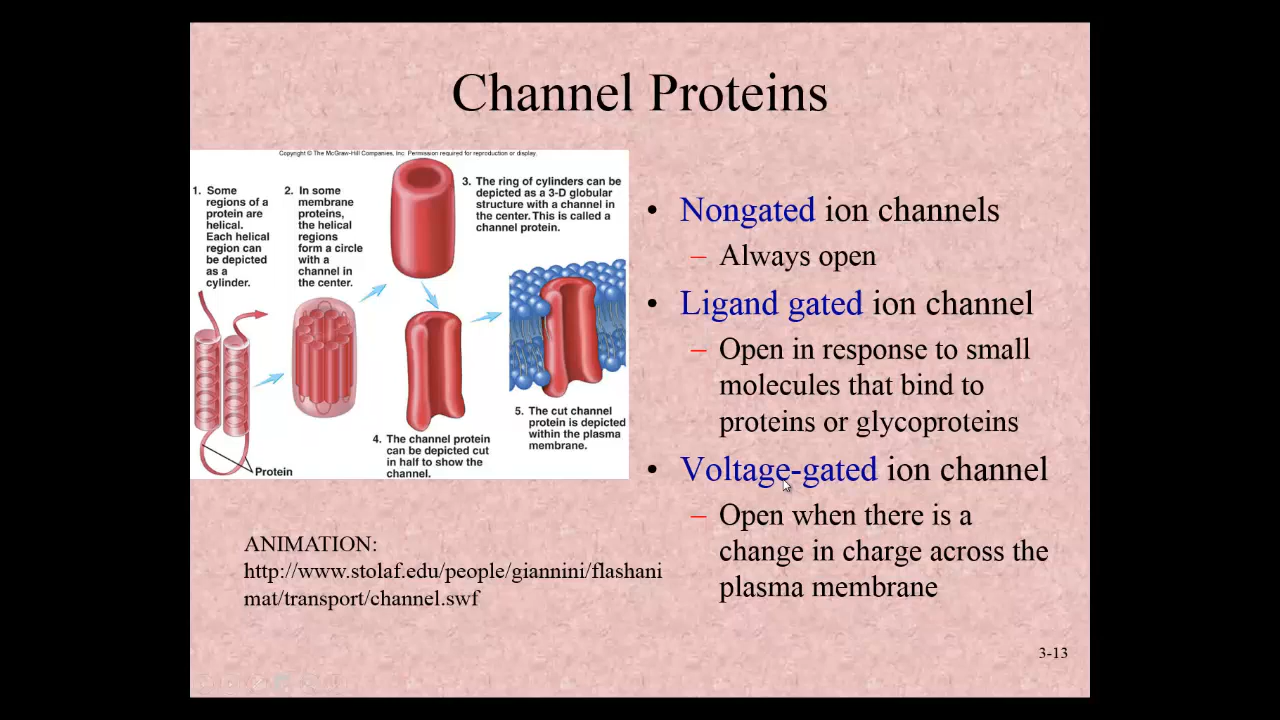 Channel Proteins
Copyright © The McGraw-Hill Companies, Inc. Permission required for reproduction or display.
1. Some
regions of a
protein are
helical.
Each helical
region can
be depicted
as a
cylinder.
2. In some
membrane
proteins,
the helical
regions
form a circle
with a
channel in
the center.
3. The ring of cylinders can be
depicted as a 3-D globular
structure with a channel in
the center. This is called a
channel protein.
4. The channel protein
can be depicted cut
in half to show the
channel.
5. The cut channel
protein is depicted
within the plasma
membrane.
Protein
• Nongated ion channels
– Always open
• Ligand gated ion channel
– Open in response to small
molecules that bind to
proteins or glycoproteins
• Voltage-gated ion channel
– Open when there is a
change in charge across the
plasma membrane
ANIMATION:
http://www.stolaf.edu/people/giannini/flashani
mat/transport/channel.swf
3-13